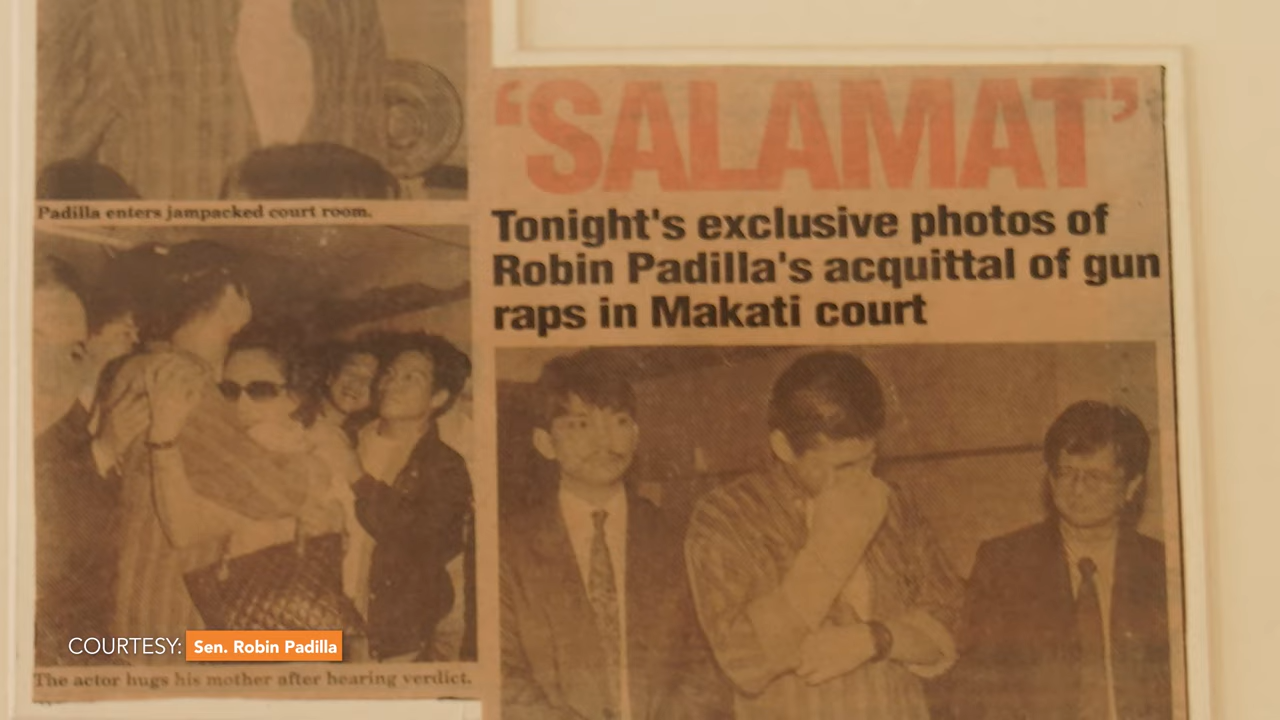 Padilla enters jampacked court room.
The actor hugs his mother after hearing verdict.
'SALAMAT'
Tonight's exclusive photos of
Robin Padilla's acquittal of gun
raps in Makati court
COURTESY: Sen. Robin Padilla